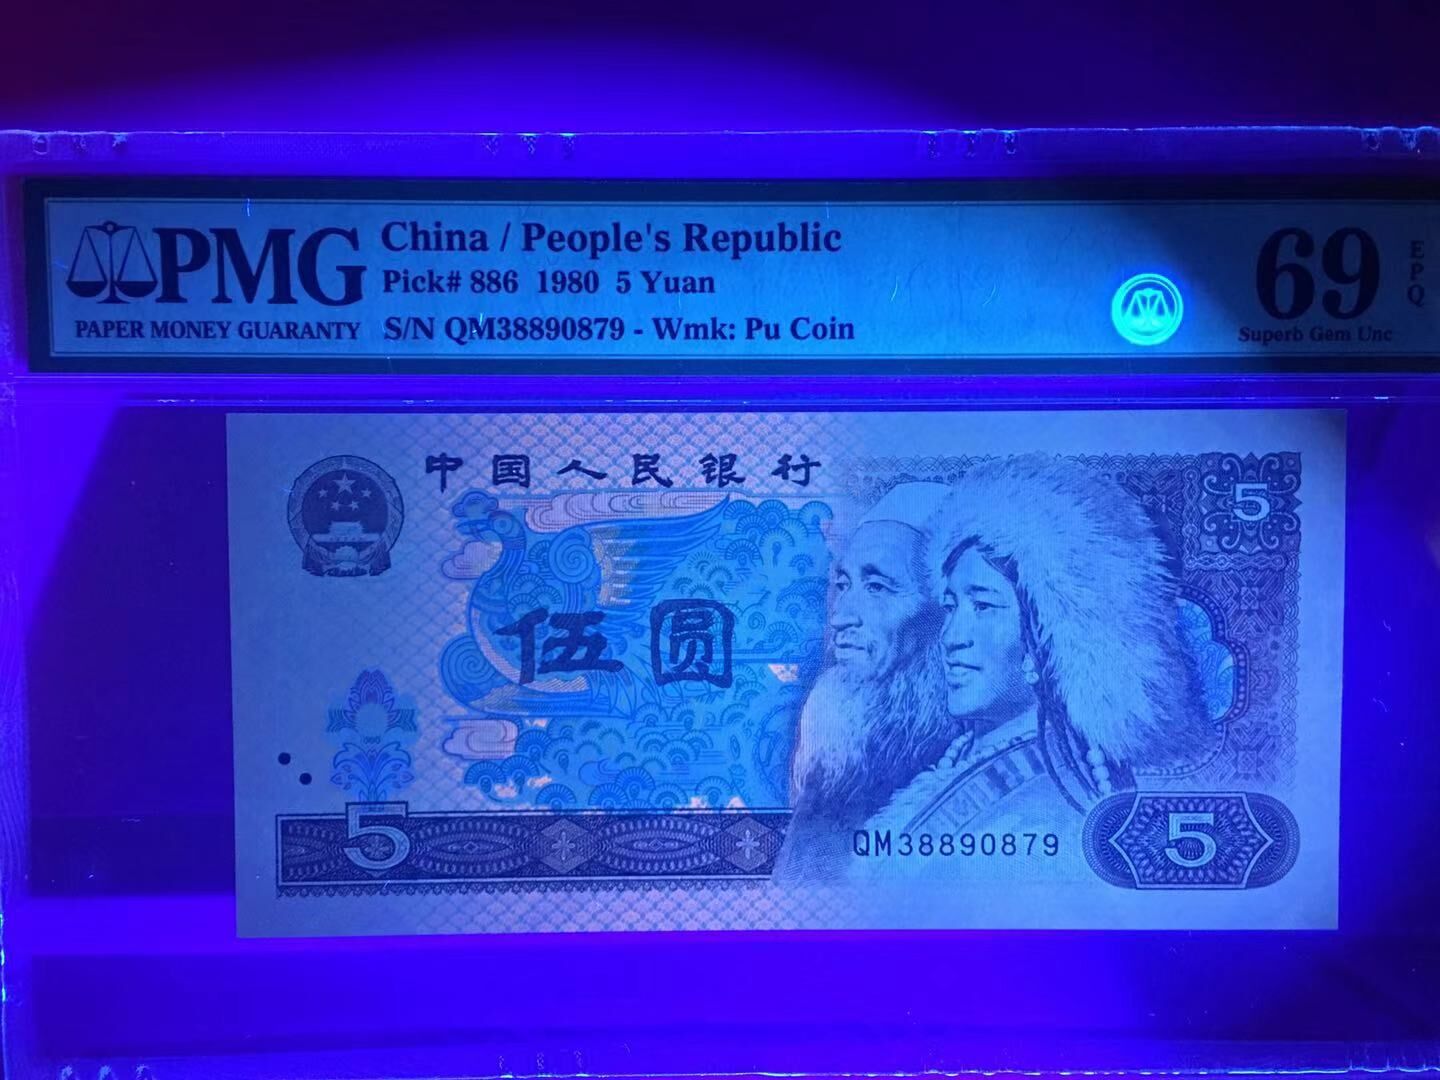 PMG
PAPER MONEY GUARANTY
China / People's Republic
Pick# 886 1980 5 Yuan
S/N QM38890879 - Wmk: Pu Coin
69
EPQ
Superb Gem Unc
中国人民银行
5
伍圆
1980
5
QM38890879
5